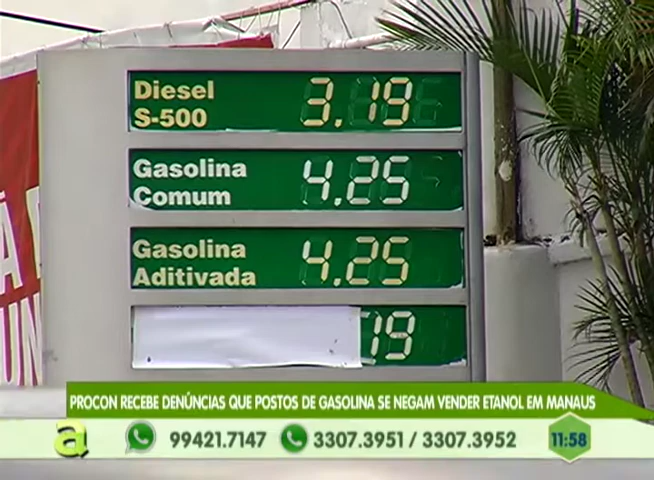 Diesel
S-500
3.19
Gasolina
Comum
4.25
Gasolina
Aditivada
4.25
19
PROCON RECEBE DENÚNCIAS QUE POSTOS DE GASOLINA SE NEGAM VENDER ETANOL EM MANAUS
a 99421.7147 3307.3951 / 3307.3952 11:58